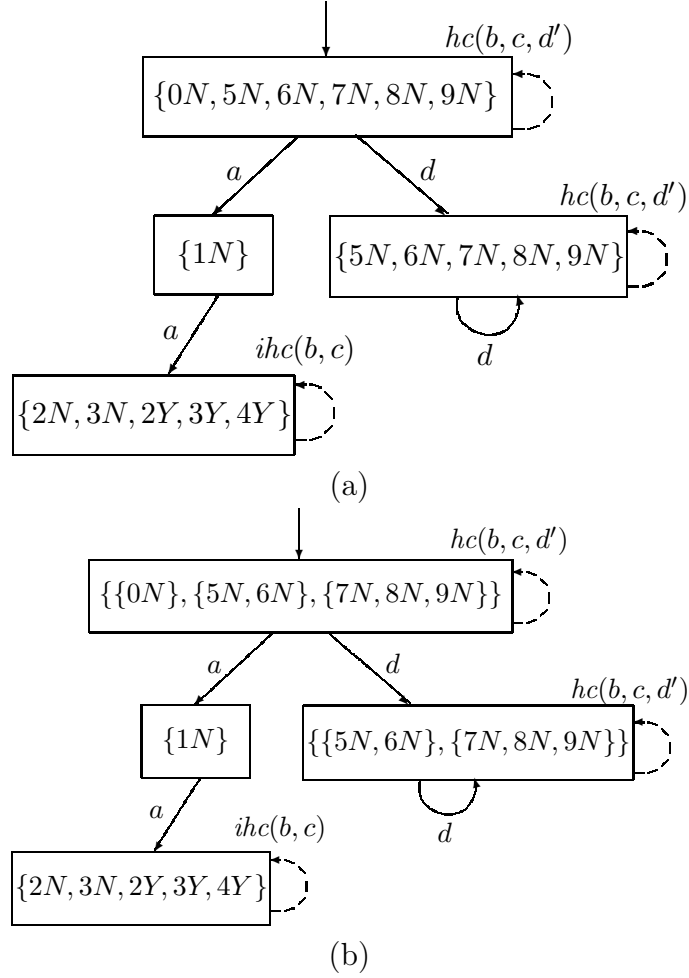 hc(b, c, d′)
{0N, 5N, 6N, 7N, 8N, 9N}
a
d
hc(b, c, d′)
{1N}
{5N, 6N, 7N, 8N, 9N}
a
d
ihc(b, c)
{2N, 3N, 2Y, 3Y, 4Y}
(a)
hc(b, c, d′)
{{0N}, {5N, 6N}, {7N, 8N, 9N}}
a
d
hc(b, c, d′)
{1N}
{{5N, 6N}, {7N, 8N, 9N}}
a
d
ihc(b, c)
{2N, 3N, 2Y, 3Y, 4Y}
(b)